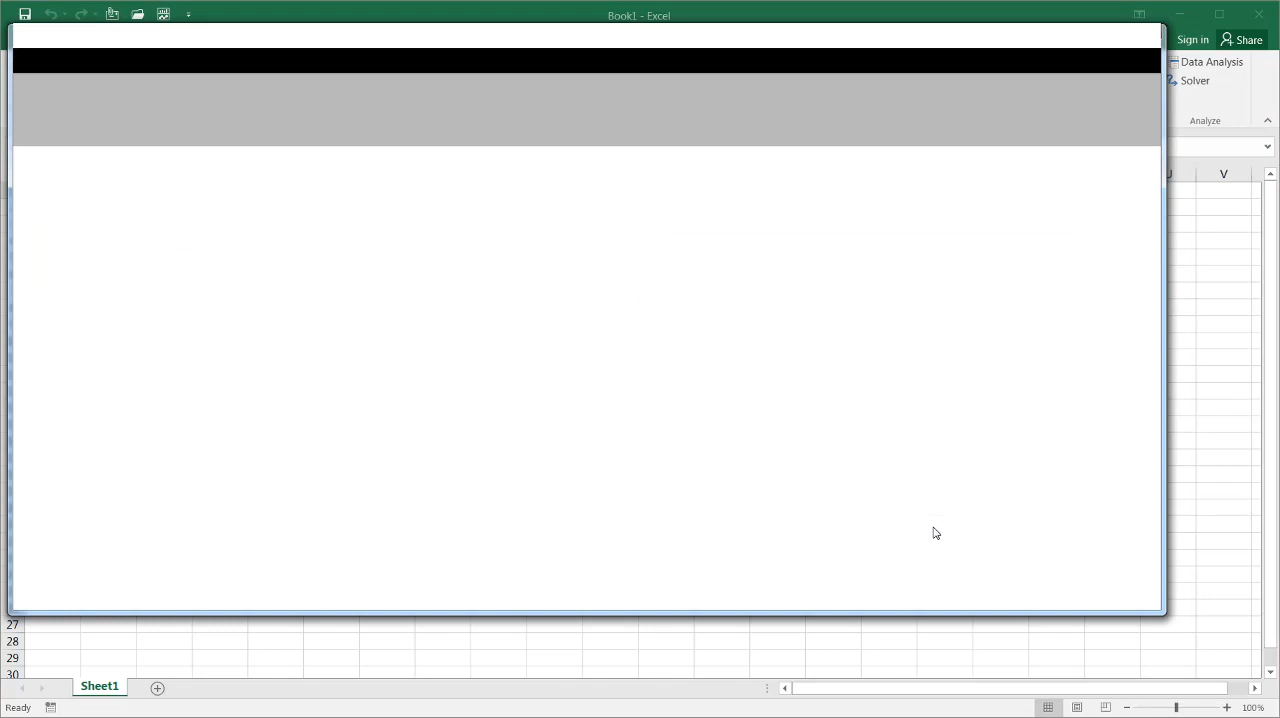 Book1 - Excel
Sign in
Share
Data Analysis
Solver
Analyze
V
27
28
29
30
Sheet1
Ready
100%